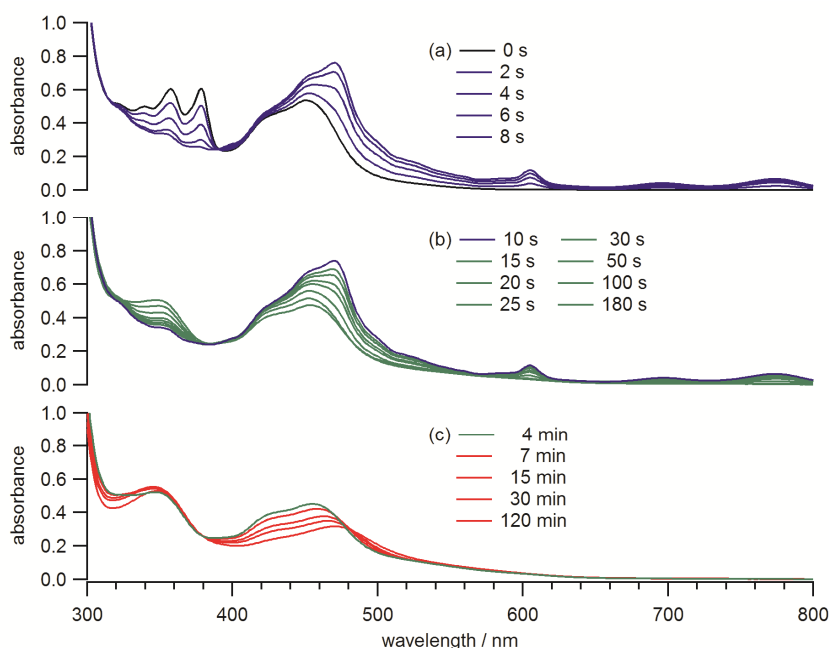 1.0
0.8
0.6
0.4
0.2
0.0
absorbance
(a) 0 s
2 s
4 s
6 s
8 s
1.0
0.8
0.6
0.4
0.2
0.0
absorbance
(b) 10 s 30 s
15 s 50 s
20 s 100 s
25 s 180 s
1.0
0.8
0.6
0.4
0.2
0.0
absorbance
(c) 4 min
7 min
15 min
30 min
120 min
300 400 500 600 700 800
wavelength / nm